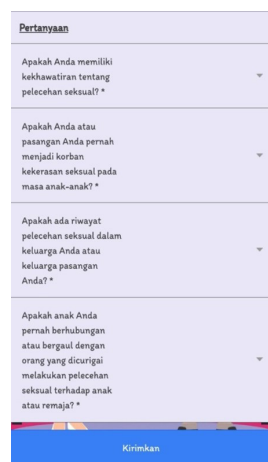 Pertanyaan
Apakah Anda memiliki
kekhawatiran tentang
pelecehan seksual? *
Apakah Anda atau
pasangan Anda pernah
menjadi korban
kekerasan seksual pada
masa anak-anak? *
Apakah ada riwayat
pelecehan seksual dalam
keluarga Anda atau
keluarga pasangan
Anda? *
Apakah anak Anda
pernah berhubungan
atau bergaul dengan
orang yang dicurigai
melakukan pelecehan
seksual terhadap anak
atau remaja? *
Kirimkan